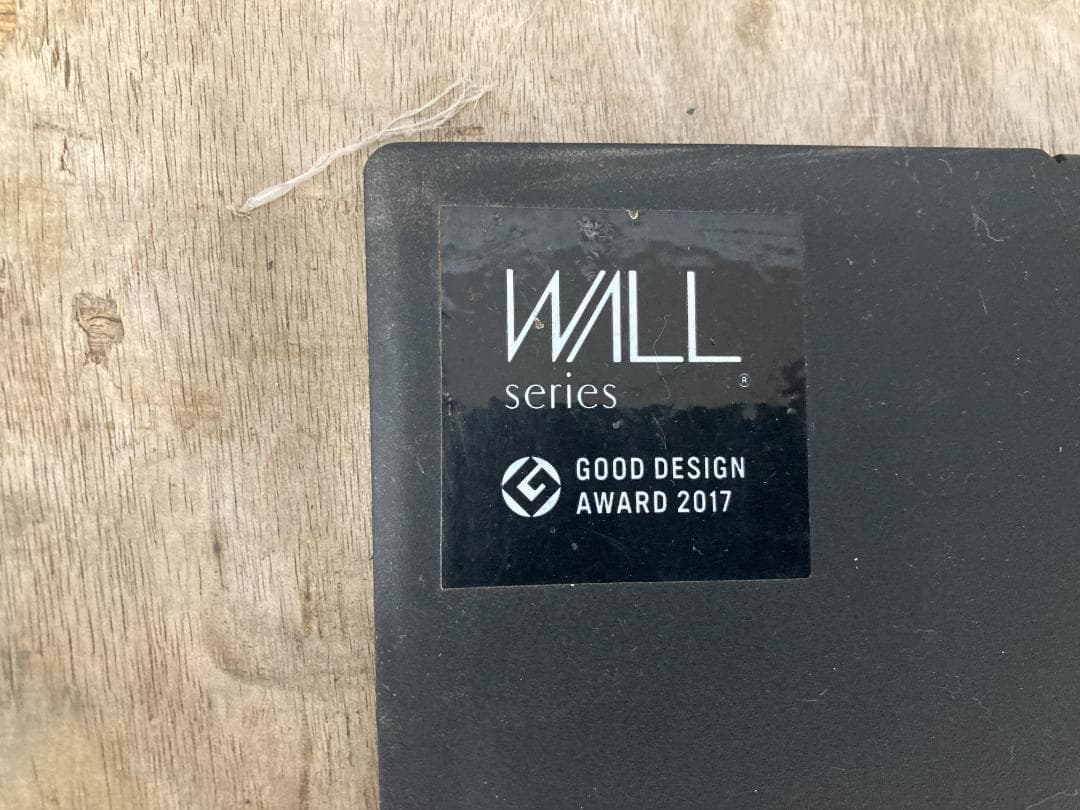 WALL
®
series
GOOD DESIGN
AWARD 2017